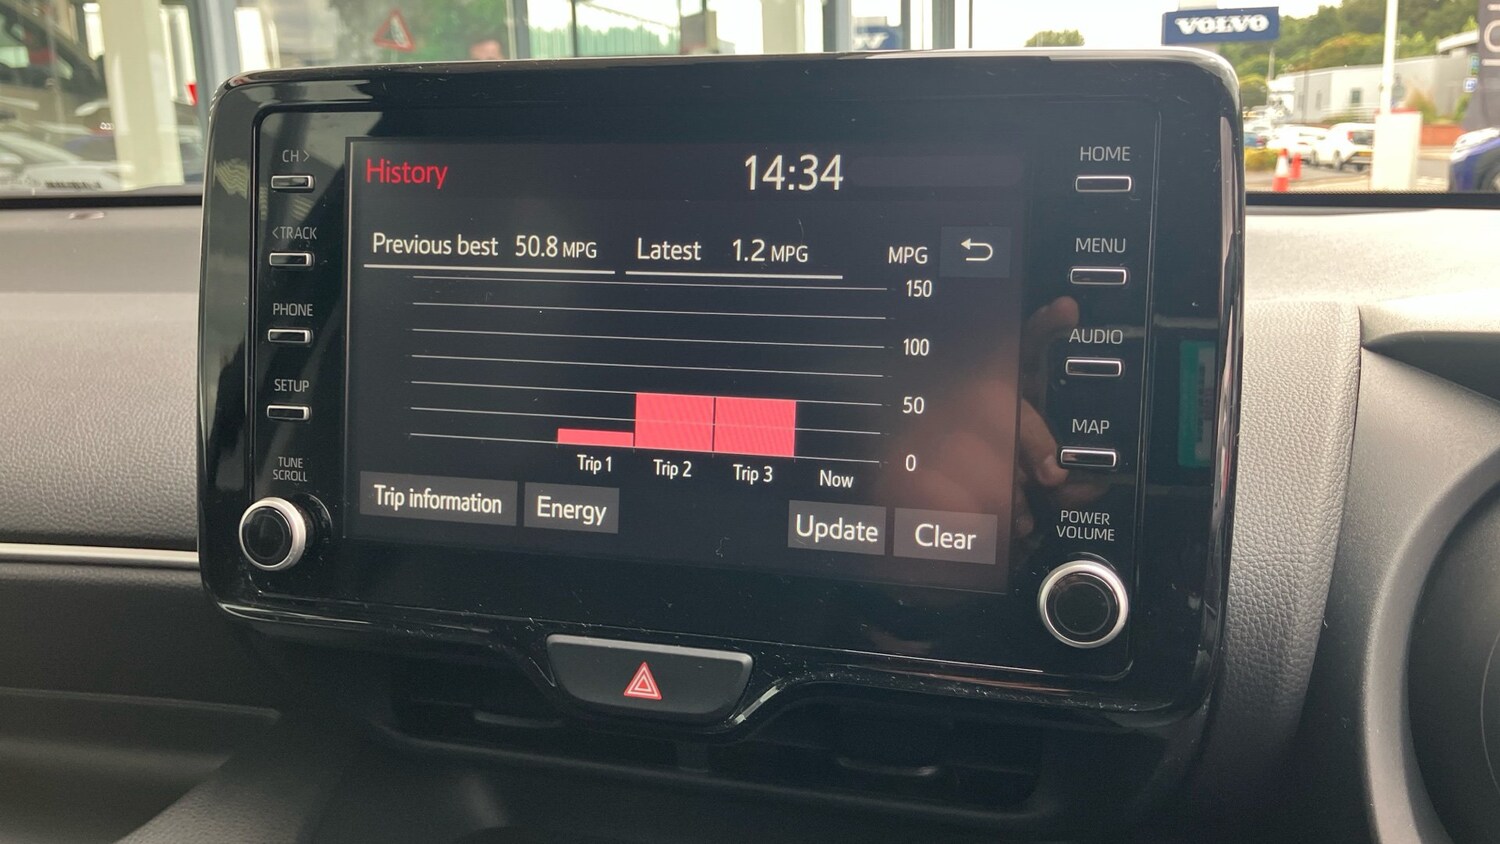 VOLVO
CH >
< TRACK
PHONE
SETUP
TUNE
SCROLL
History
14:34
Previous best 50.8 MPG
Latest 1.2 MPG
MPG
150
100
50
0
Trip 1
Trip 2
Trip 3
Now
Trip information
Energy
Update
Clear
HOME
MENU
AUDIO
MAP
POWER
VOLUME